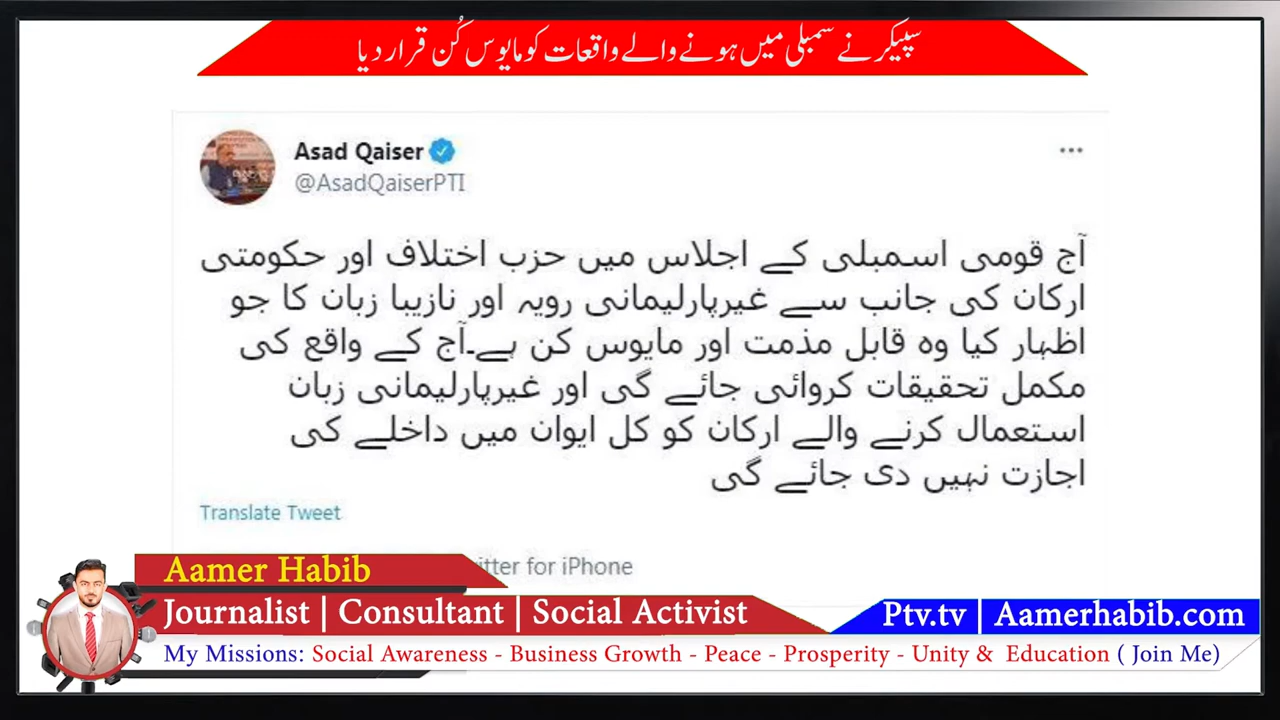 سپیکر نے سمبلی میں ہونے والے واقعات کو مایوس کُن قرار دیا
Asad Qaiser
@AsadQaiserPTI
آج قومی اسمبلی کے اجلاس میں حزب اختلاف اور حکومتی
ارکان کی جانب سے غیرپارلیمانی رویہ اور نازیبا زبان کا جو
اظہار کیا وہ قابل مذمت اور مایوس کن ہے۔آج کے واقع کی
مکمل تحقیقات کروائی جائے گی اور غیرپارلیمانی زبان
استعمال کرنے والے ارکان کو کل ایوان میں داخلے کی
اجازت نہیں دی جائے گی
Translate Tweet
itter for iPhone
Aamer Habib
Journalist | Consultant | Social Activist
Ptv.tv | Aamerhabib.com
My Missions: Social Awareness - Business Growth - Peace - Prosperity - Unity & Education ( Join Me)